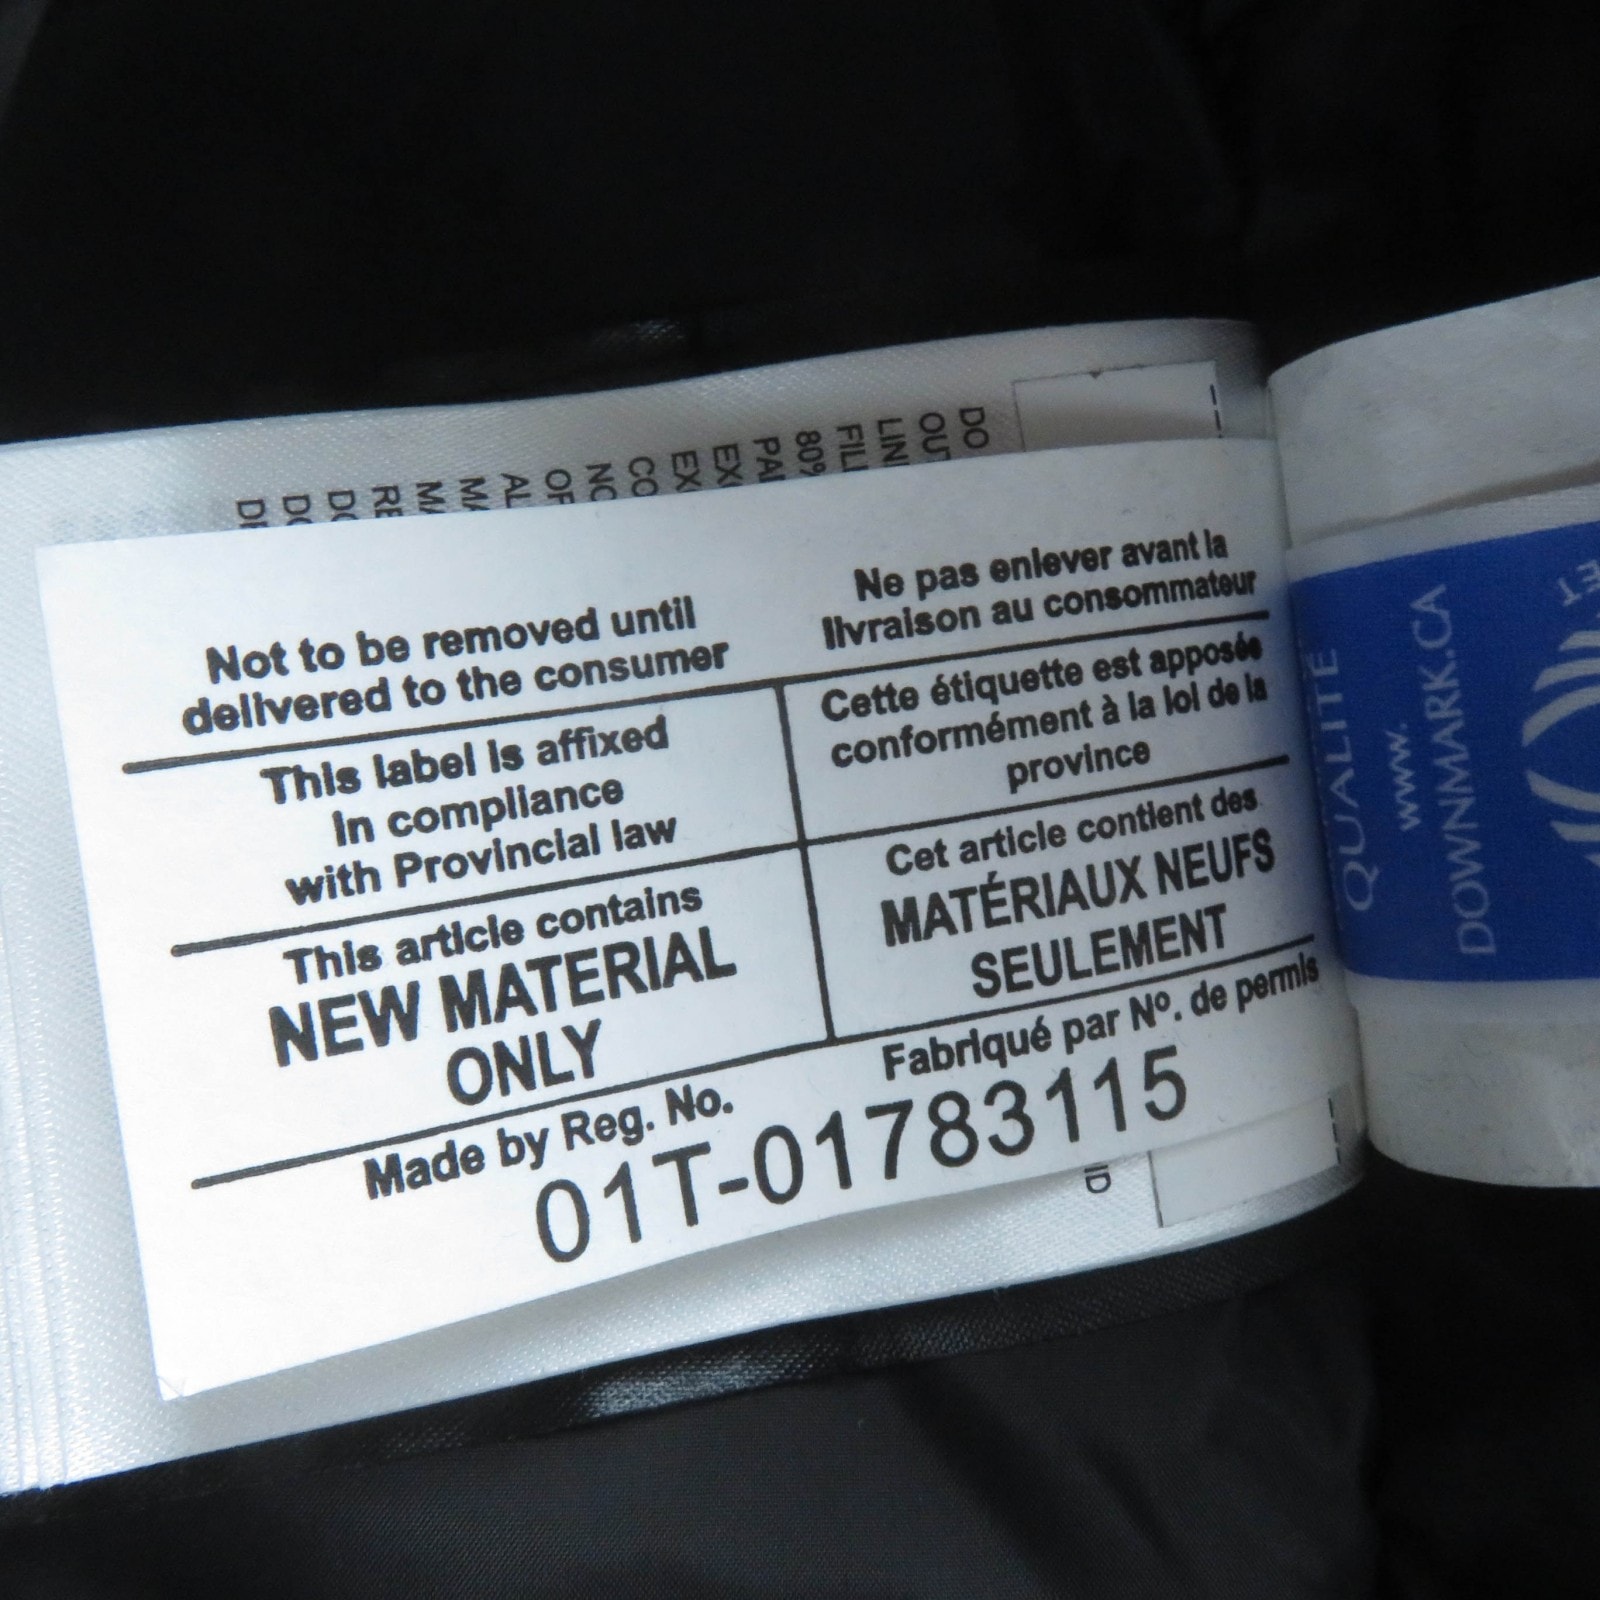 Not to be removed until
delivered to the consumer
Ne pas enlever avant la
livraison au consommateur
This label is affixed
in compliance
with Provincial law
Cette étiquette est apposée
conformément à la loi de la
province
This article contains
NEW MATERIAL
ONLY
Cet article contient des
MATÉRIAUX NEUFS
SEULEMENT
Made by Reg. No.
Fabriqué par Nº. de permis
01T-01783115
QUALITÉ
www.
DOWNMARK.CA
ET